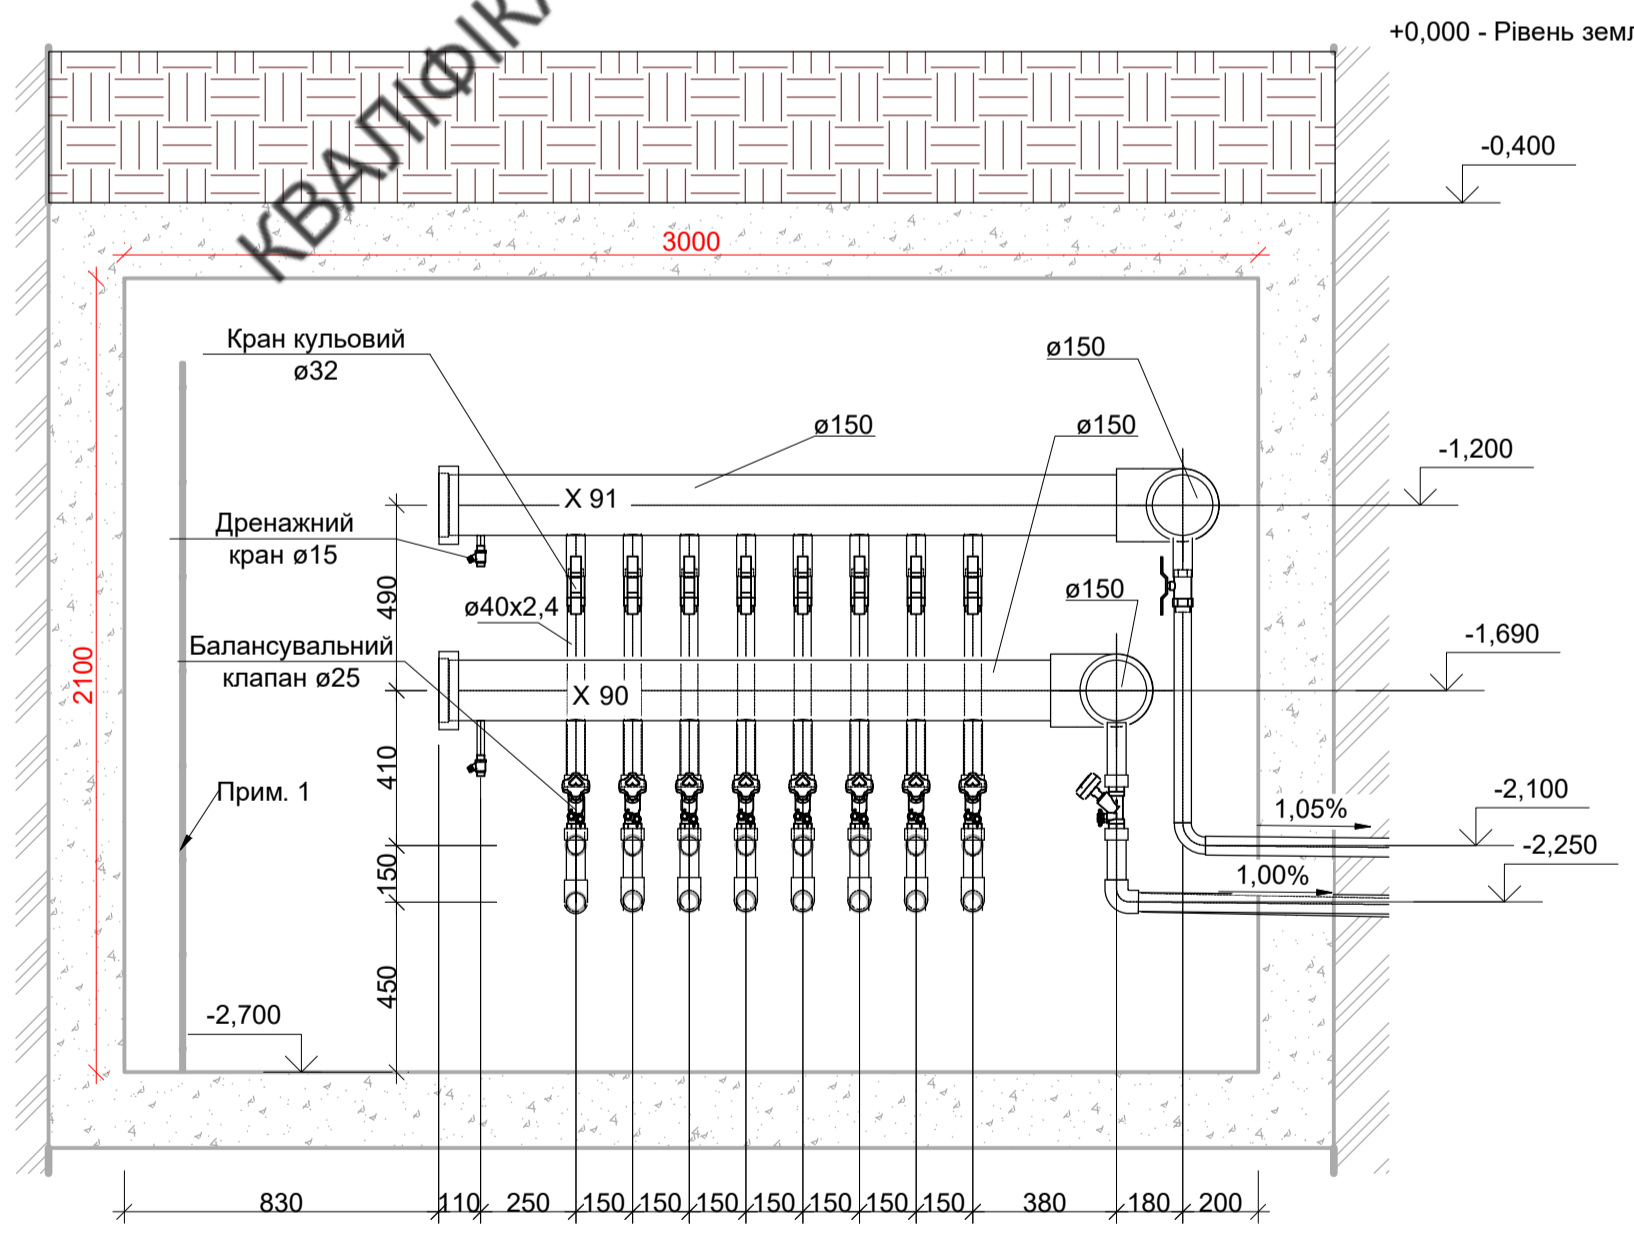 +0,000 - Рівень земл
КВАЛІФІК
-0,400
3000
Кран кульовий
ø32
ø150
ø150
ø150
-1,200
X 91
Дренажний
кран ø15
490
ø40x2,4
ø150
-1,690
Балансувальний
клапан ø25
2100
X 90
410
Прим. 1
1,05%
-2,100
-2,250
150
1,00%
450
-2,700
830 110 250 150 150 150 150 150 150 150 380 180 200